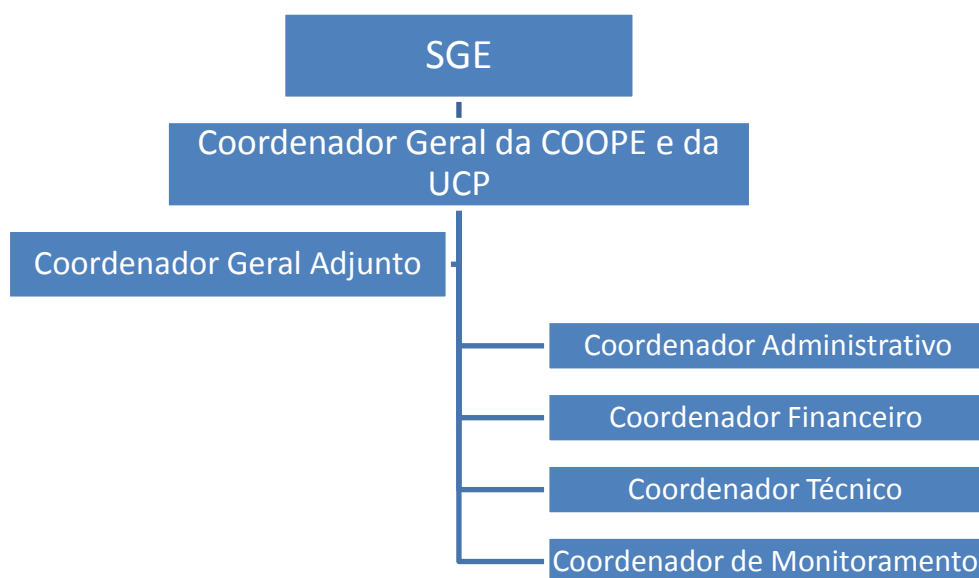 SGE
Coordenador Geral da COOPE e da
UCP
Coordenador Geral Adjunto
Coordenador Administrativo
Coordenador Financeiro
Coordenador Técnico
Coordenador de Monitoramento